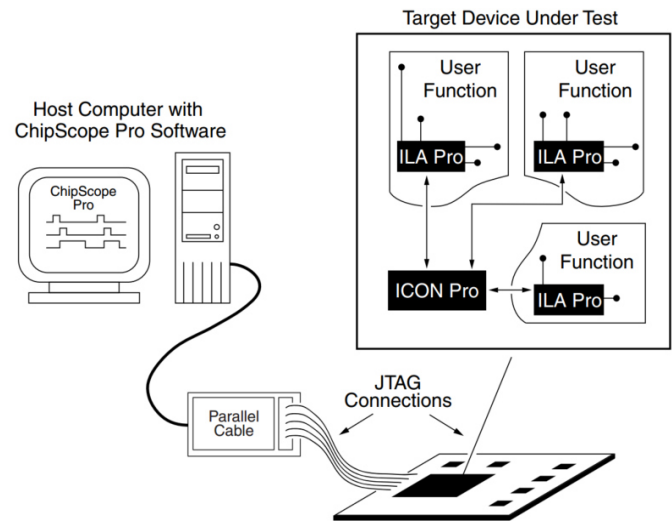 Target Device Under Test
User
Function
User
Function
ILA Pro
ILA Pro
User
Function
ICON Pro
ILA Pro
Host Computer with
ChipScope Pro Software
ChipScope
Pro
JTAG
Connections
Parallel
Cable